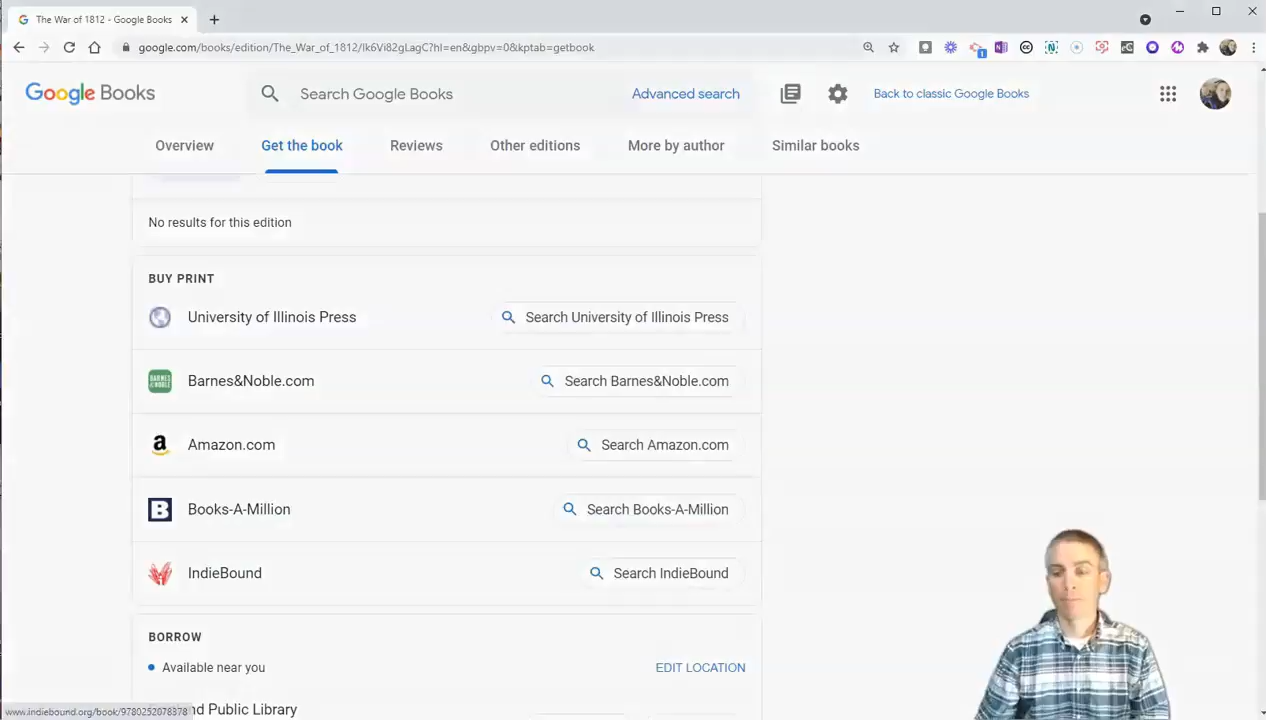 The War of 1812 - Google Books
google.com/books/edition/The_War_of_1812/Ik6Vi82gLagC?hl=en&gbpv=0&kptab=getbook
Google Books
Search Google Books
Advanced search
Back to classic Google Books
Overview
Get the book
Reviews
Other editions
More by author
Similar books
No results for this edition
BUY PRINT
University of Illinois Press
Search University of Illinois Press
BARNES & NOBLE
Barnes&Noble.com
Search Barnes&Noble.com
a
Amazon.com
Search Amazon.com
B
Books-A-Million
Search Books-A-Million
IndieBound
Search IndieBound
BORROW
Available near you
EDIT LOCATION
nd Public Library
www.indiebound.org/book/9780252078378